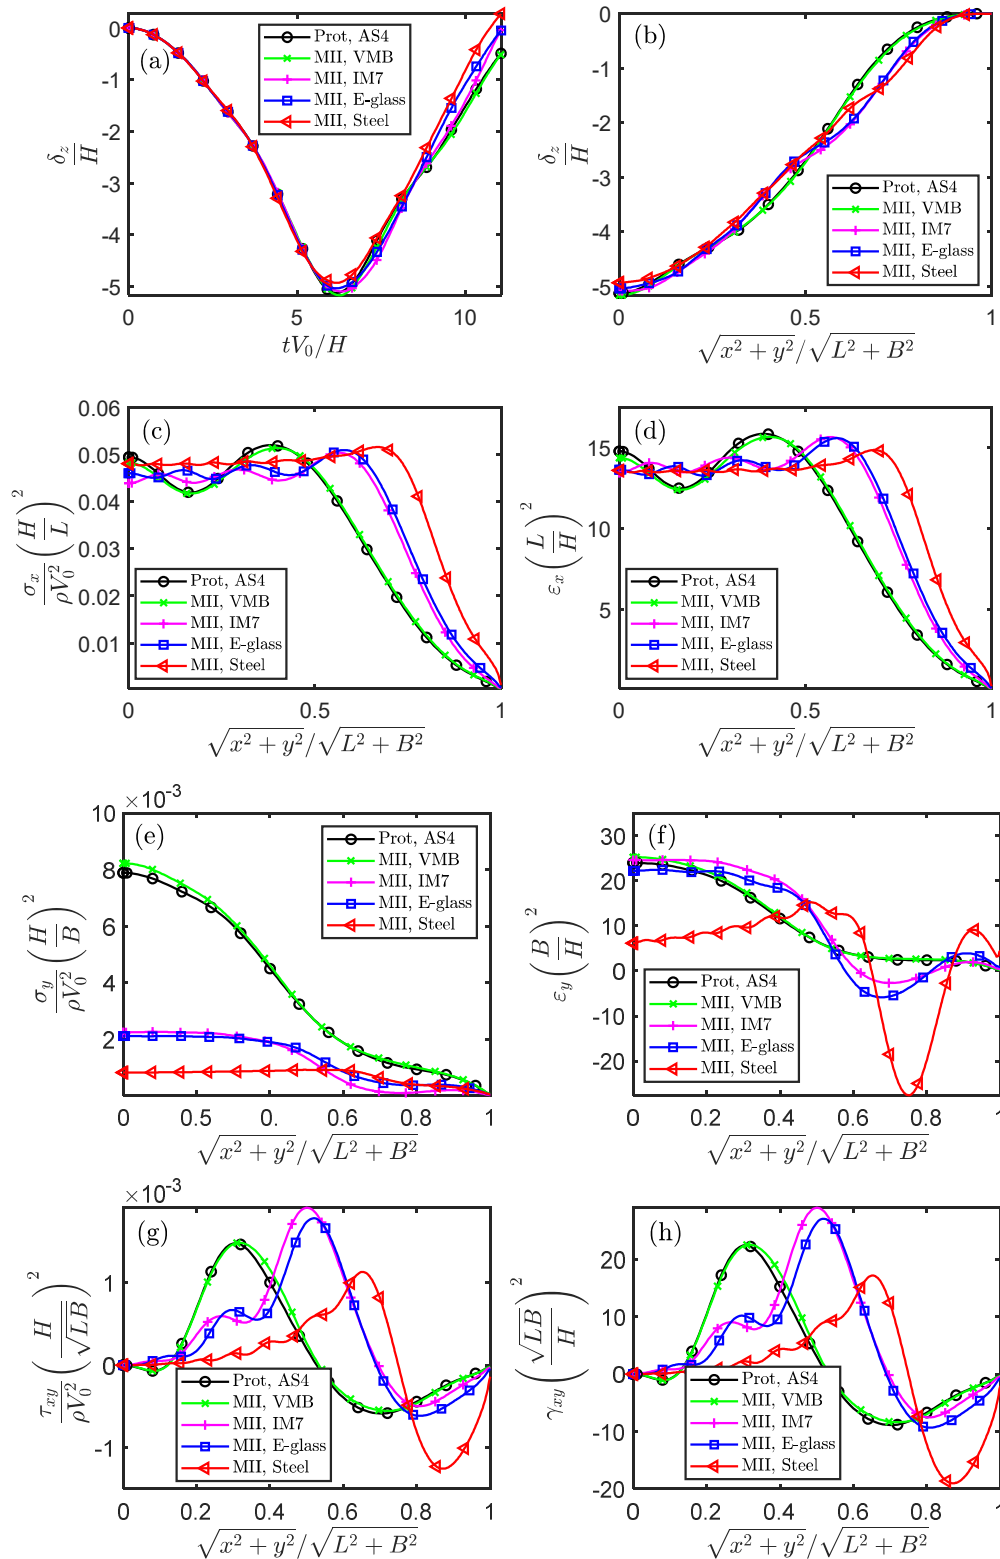 (a)
0
-1
-2
-3
-4
-5
δz/H
0
5
10
tV0/H
Prot, AS4
MII, VMB
MII, IM7
MII, E-glass
MII, Steel
(b)
0
-1
-2
-3
-4
-5
δz/H
0
0.5
1
√x²+y²/√L²+B²
Prot, AS4
MII, VMB
MII, IM7
MII, E-glass
MII, Steel
(c)
0.06
0.05
0.04
0.03
0.02
0.01
σx/ρV0² (H/L)²
0
0.5
1
√x²+y²/√L²+B²
Prot, AS4
MII, VMB
MII, IM7
MII, E-glass
MII, Steel
(d)
15
10
5
εx (L/H)²
0
0.5
1
√x²+y²/√L²+B²
Prot, AS4
MII, VMB
MII, IM7
MII, E-glass
MII, Steel
×10-3
(e)
10
8
6
4
2
σy/ρV0² (H/B)²
0 0.5 0. 0.6 0.8 1
√x²+y²/√L²+B²
Prot, AS4
MII, VMB
MII, IM7
MII, E-glass
MII, Steel
(f)
30
20
10
0
-10
-20
εy (B/H)²
0 0.2 0.4 0.6 0.8 1
√x²+y²/√L²+B²
Prot, AS4
MII, VMB
MII, IM7
MII, E-glass
MII, Steel
×10-3
(g)
1
0
-1
τxy/ρV0² (H/√LB)²
0 0.2 0.4 0.6 0.8 1
√x²+y²/√L²+B²
Prot, AS4
MII, VMB
MII, IM7
MII, E-glass
MII, Steel
(h)
20
10
0
-10
-20
γxy (√LB/H)²
0 0.2 0.4 0.6 0.8 1
√x²+y²/√L²+B²
Prot, AS4
MII, VMB
MII, IM7
MII, E-glass
MII, Steel